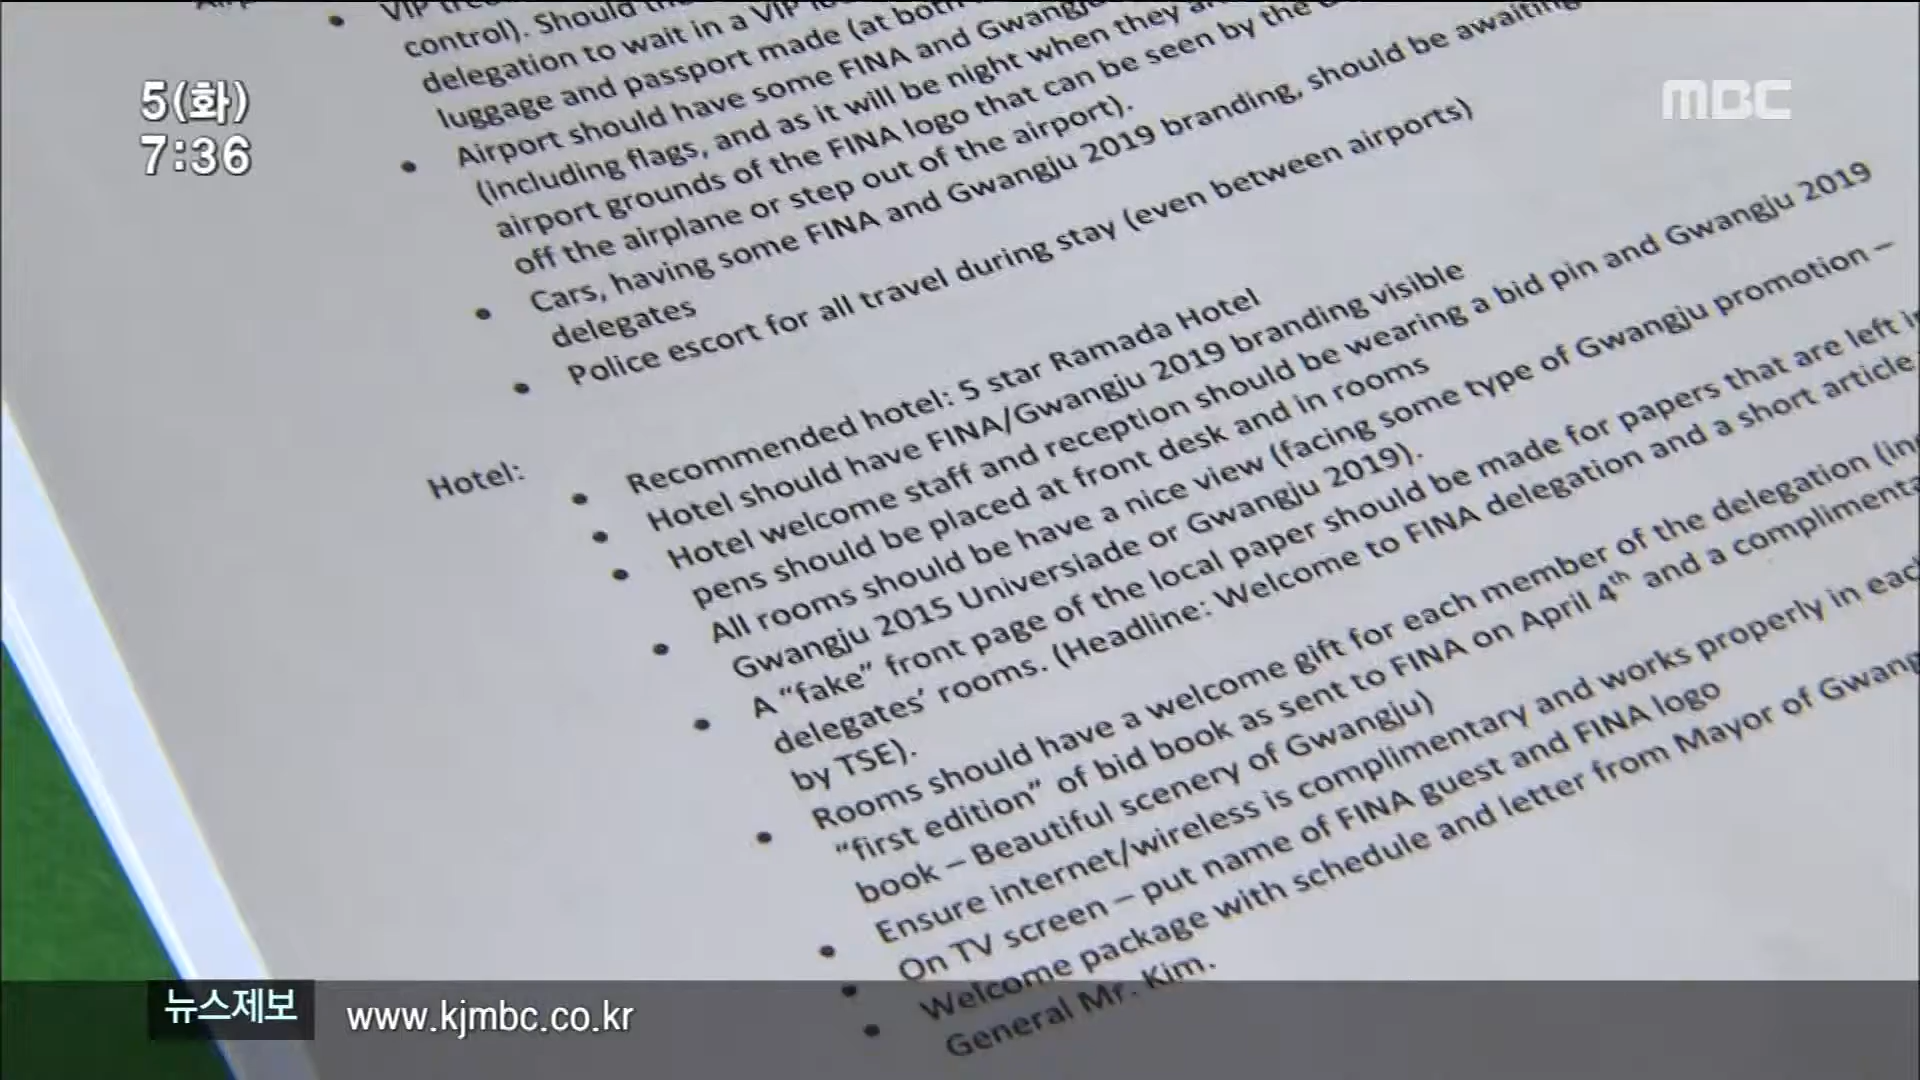 VIP
control). Should
delegation to wait in a VIP
luggage and passport made (at both
Airport should have some FINA and Gwangju
(including flags, and as it will be night when they
airport grounds of the FINA logo that can be seen by the
off the airplane or step out of the airport).
Cars, having some FINA and Gwangju 2019 branding, should be awaiting
delegates
Police escort for all travel during stay (even between airports)
Hotel:
Recommended hotel: 5 star Ramada Hotel
Hotel should have FINA/Gwangju 2019 branding visible
Hotel welcome staff and reception should be wearing a bid pin and Gwangju 2019
pens should be placed at front desk and in rooms
All rooms should be have a nice view (facing some type of Gwangju promotion –
Gwangju 2015 Universiade or Gwangju 2019).
A “fake” front page of the local paper should be made for papers that are left in
delegates’ rooms. (Headline: Welcome to FINA delegation and a short article
by TSE).
Rooms should have a welcome gift for each member of the delegation
“first edition” of bid book as sent to FINA on April 4th and a
book – Beautiful scenery of Gwangju)
Ensure internet/wireless is complimentary and works properly in each
On TV screen – put name of FINA guest and FINA logo
Welcome package with schedule and letter from Mayor of
General Mr. Kim.
5(화)
7:36
MBC
뉴스제보
www.kjmbc.co.kr